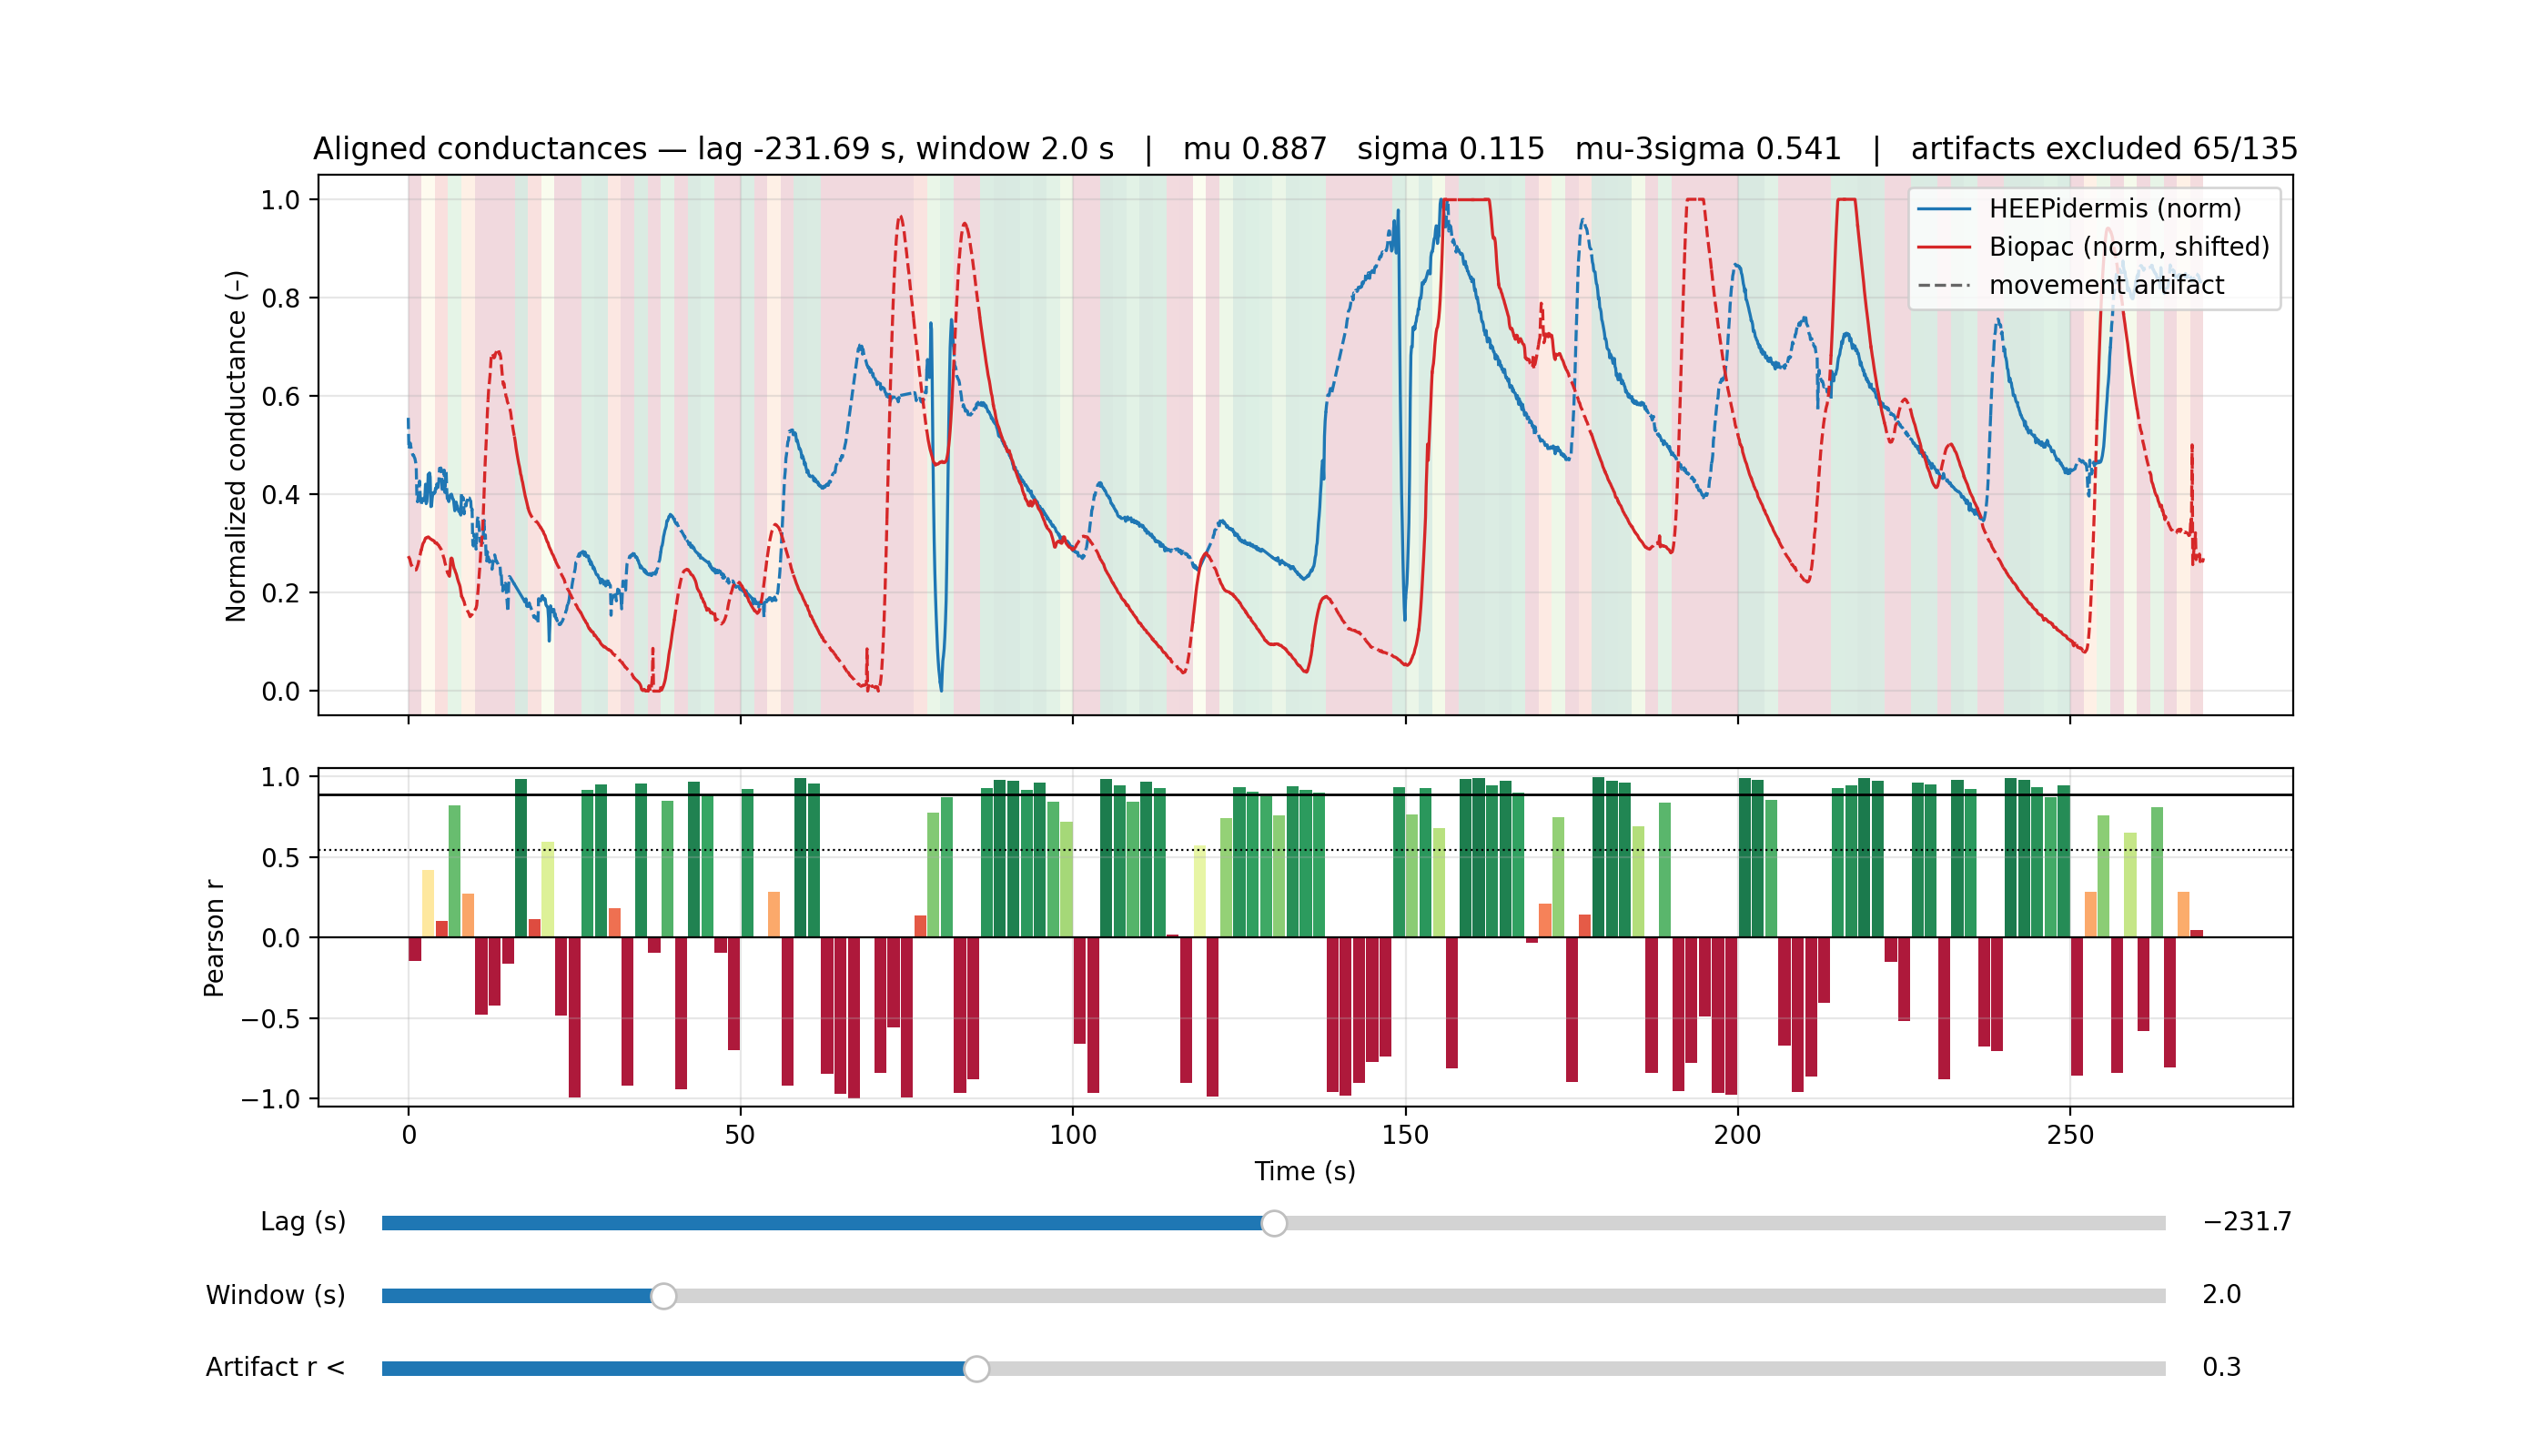 Aligned conductances — lag -231.69 s, window 2.0 s | mu 0.887 sigma 0.115 mu-3sigma 0.541 | artifacts excluded 65/135
Normalized conductance (–)
1.0
0.8
0.6
0.4
0.2
0.0
HEEPidermis (norm)
Biopac (norm, shifted)
movement artifact
Pearson r
1.0
0.5
0.0
−0.5
−1.0
0 50 100 150 200 250
Time (s)
Lag (s) −231.7
Window (s) 2.0
Artifact r < 0.3